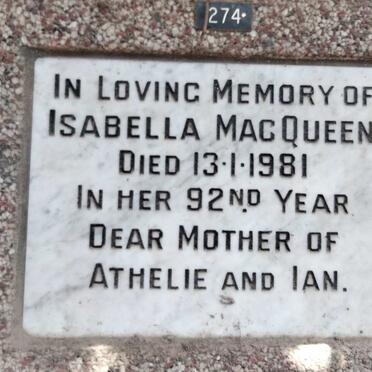 274.
IN LOVING MEMORY OF
ISABELLA MACQUEEN
DIED 13·1·1981
IN HER 92ND YEAR
DEAR MOTHER OF
ATHELIE AND IAN.